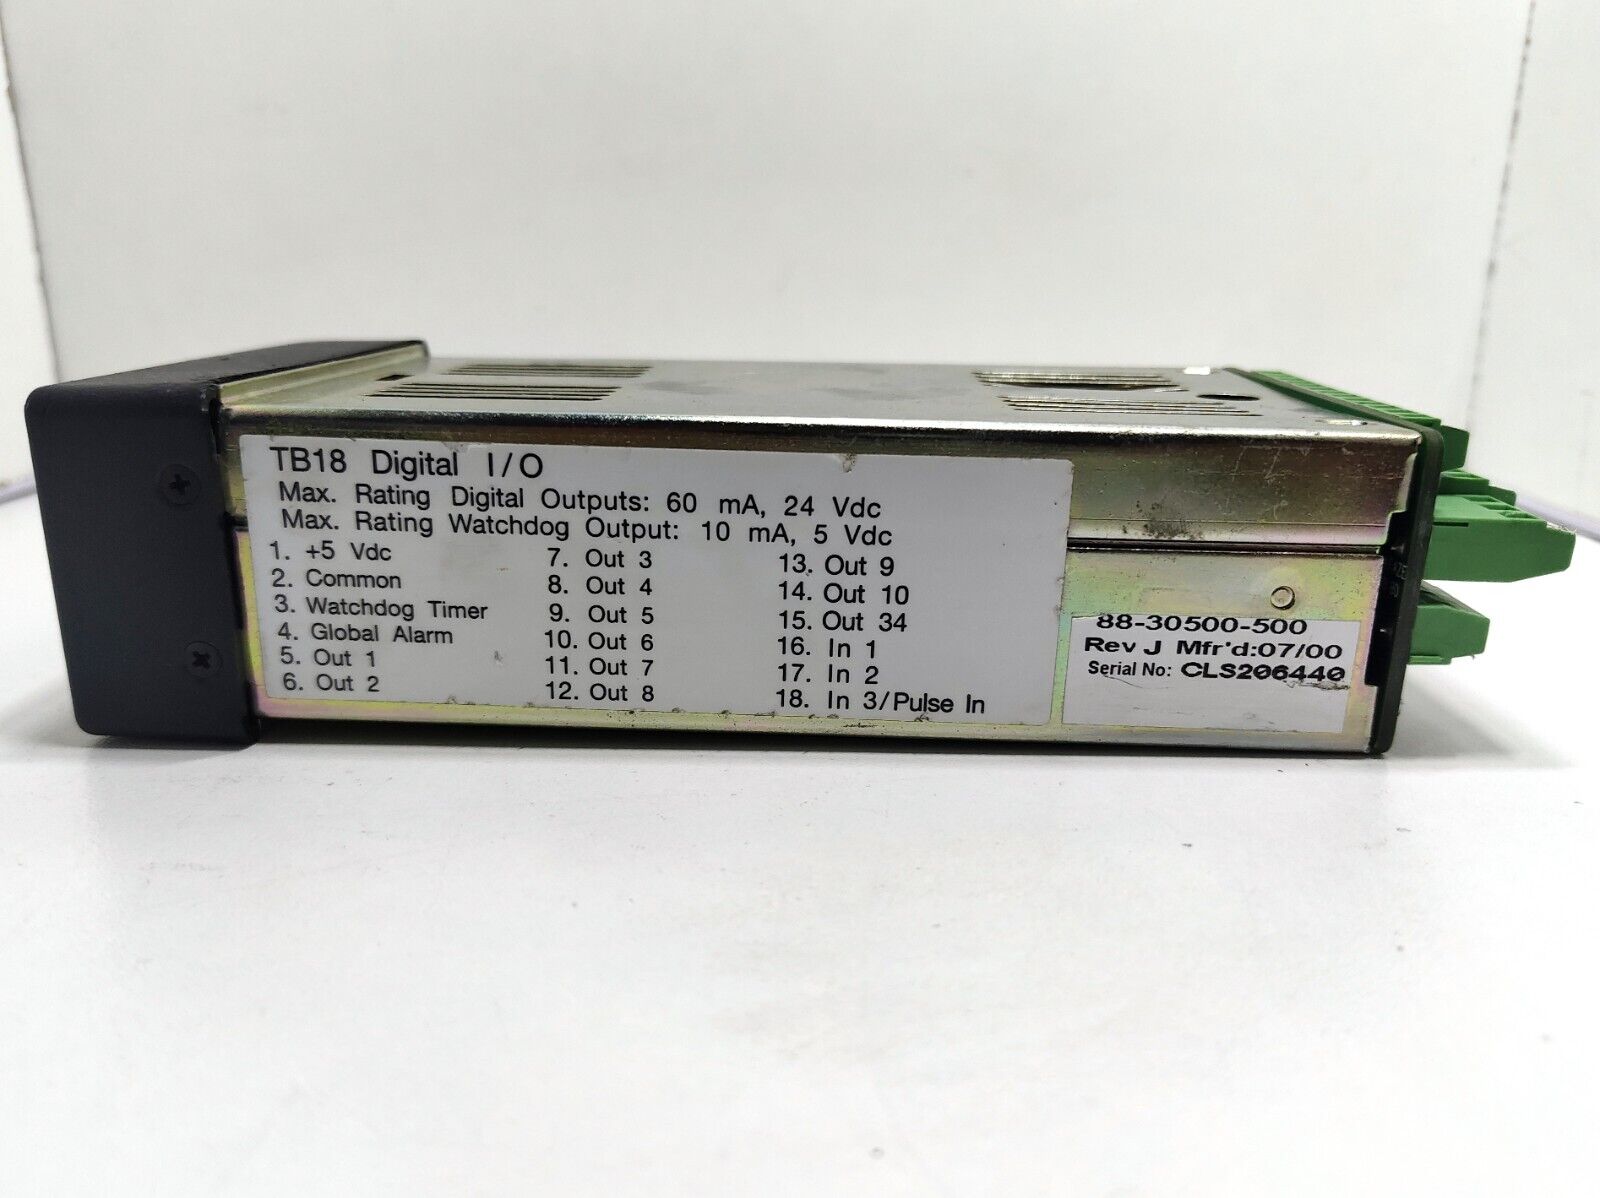 TB18 Digital I/O
Max. Rating Digital Outputs: 60 mA, 24 Vdc
Max. Rating Watchdog Output: 10 mA, 5 Vdc
1. +5 Vdc
2. Common
3. Watchdog Timer
4. Global Alarm
5. Out 1
6. Out 2
7. Out 3
8. Out 4
9. Out 5
10. Out 6
11. Out 7
12. Out 8
13. Out 9
14. Out 10
15. Out 34
16. In 1
17. In 2
18. In 3/Pulse In
88-30500-500
Rev J Mfr'd:07/00
Serial No: CLS206440